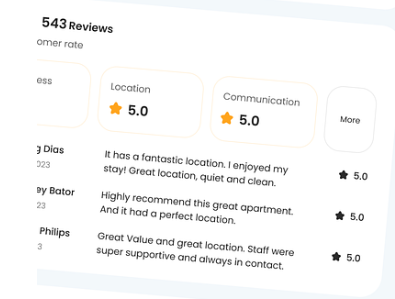 543 Reviews
omer rate
ess
Location
5.0
Communication
5.0
More
g Dias
2023
It has a fantastic location. I enjoyed my
stay! Great location, quiet and clean.
5.0
ey Bator
23
Highly recommend this great apartment.
And it had a perfect location.
5.0
Philips
3
Great Value and great location. Staff were
super supportive and always in contact.
5.0